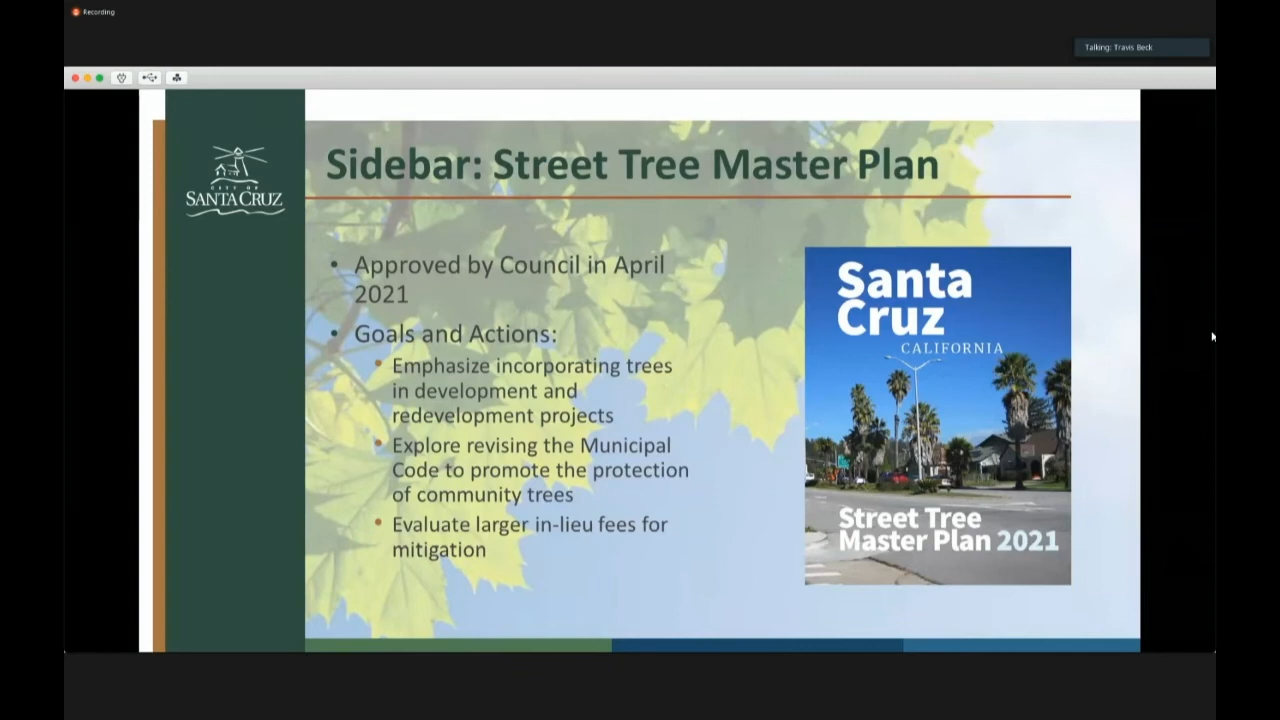 Recording
Talking: Travis Beck
CITY OF
SANTA CRUZ
Sidebar: Street Tree Master Plan
• Approved by Council in April
2021
• Goals and Actions:
• Emphasize incorporating trees
in development and
redevelopment projects
• Explore revising the Municipal
Code to promote the protection
of community trees
• Evaluate larger in-lieu fees for
mitigation
Santa
Cruz
CALIFORNIA
Street Tree
Master Plan 2021